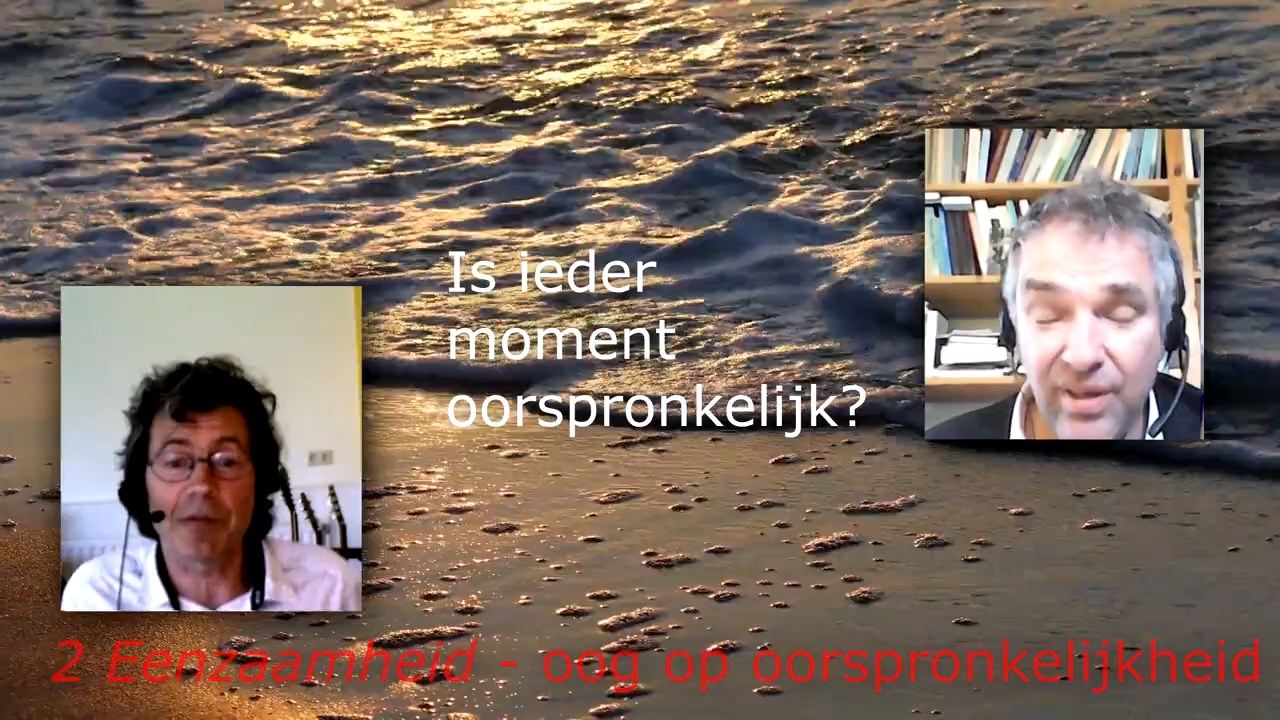 Is ieder
moment
oorspronkelijk?
2 Eenzaamheid - oog op oorspronkelijkheid